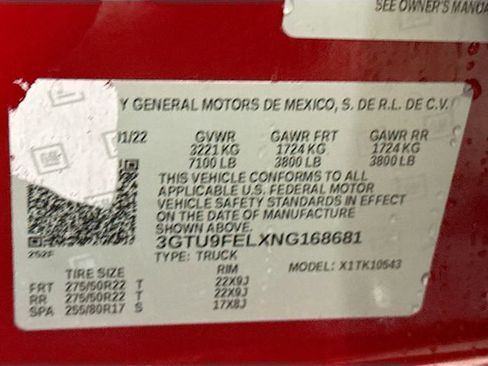 SEE OWNER'S MANUA
Y GENERAL MOTORS DE MEXICO, S. DE R.L. DE C.V.
01/22 GVWR GAWR FRT GAWR RR
3221 KG 1724 KG 1724 KG
7100 LB 3800 LB 3800 LB
THIS VEHICLE CONFORMS TO ALL
APPLICABLE U.S. FEDERAL MOTOR
VEHICLE SAFETY STANDARDS IN EFFECT
ON THE DATE OF MANUFACTURE
SHOWN ABOVE
3GTU9FELXNG168681
252F
TYPE: TRUCK MODEL: X1TK10543
TIRE SIZE RIM
FRT 275/50R22 T 22X9J
RR 275/50R22 T 22X9J
SPA 255/80R17 S 17X8J